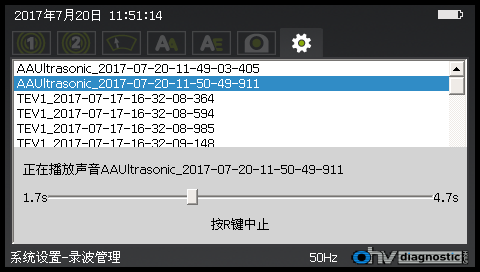 2017年7月20日 11:51:14
1 2 AA AE
AAUltrasonic_2017-07-20-11-49-03-405
AAUltrasonic_2017-07-20-11-50-49-911
TEV1_2017-07-17-16-32-08-364
TEV1_2017-07-17-16-32-08-594
TEV1_2017-07-17-16-32-08-985
TEV1_2017-07-17-16-32-09-148
正在播放声音AAUltrasonic_2017-07-20-11-50-49-911
1.7s 4.7s
按R键中止
系统设置-录波管理 50Hz ohv diagnostic